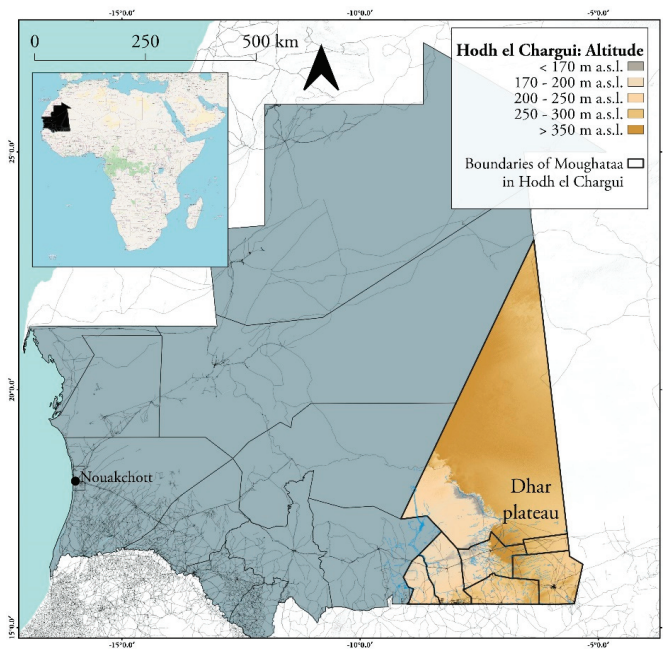 -15°0.0'
-10°0.0'
-5°0.0'
0
250
500 km
Hodh el Chargui: Altitude
< 170 m a.s.l.
170 - 200 m a.s.l.
200 - 250 m a.s.l.
250 - 300 m a.s.l.
> 350 m a.s.l.
Boundaries of Moughataa
in Hodh el Chargui
25°0.0'
20°0.0'
Nouakchott
Dhar
plateau
15°0.0'
-15°0.0'
-10°0.0'
-5°0.0'